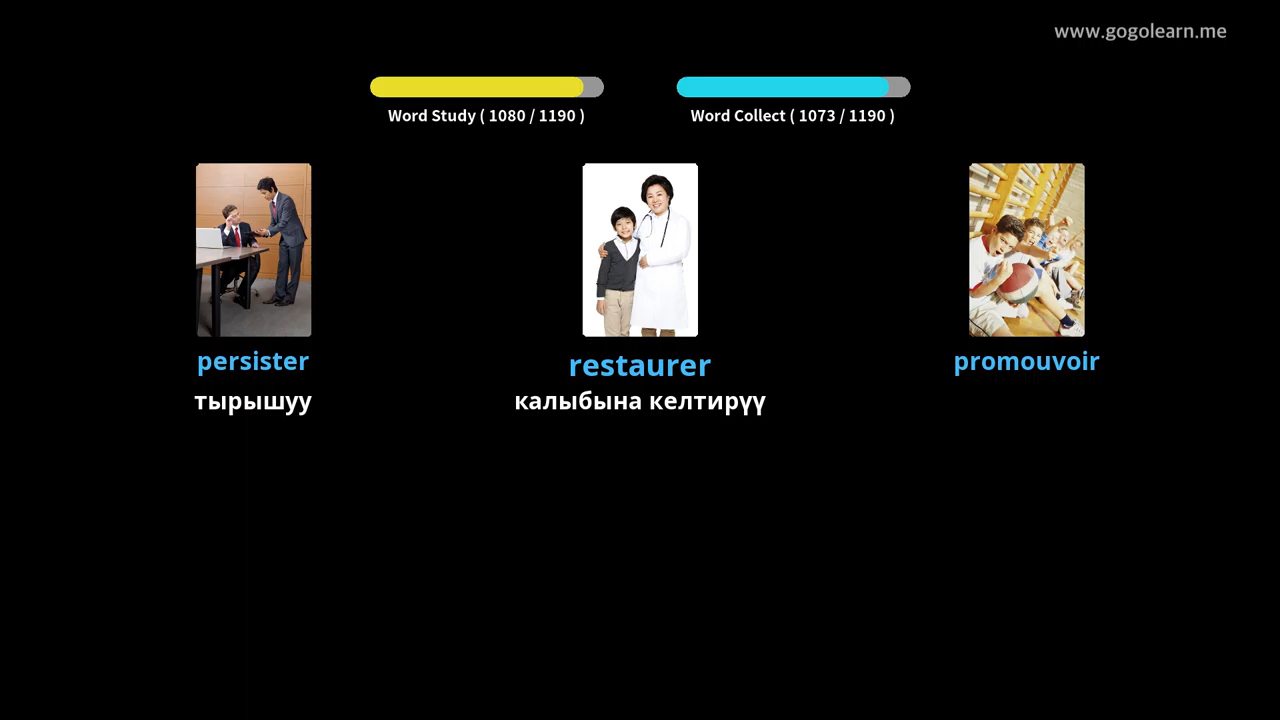 www.gogolearn.me
Word Study ( 1080 / 1190 )
Word Collect ( 1073 / 1190 )
persister
тырышуу
restaurer
калыбына келтирүү
promouvoir